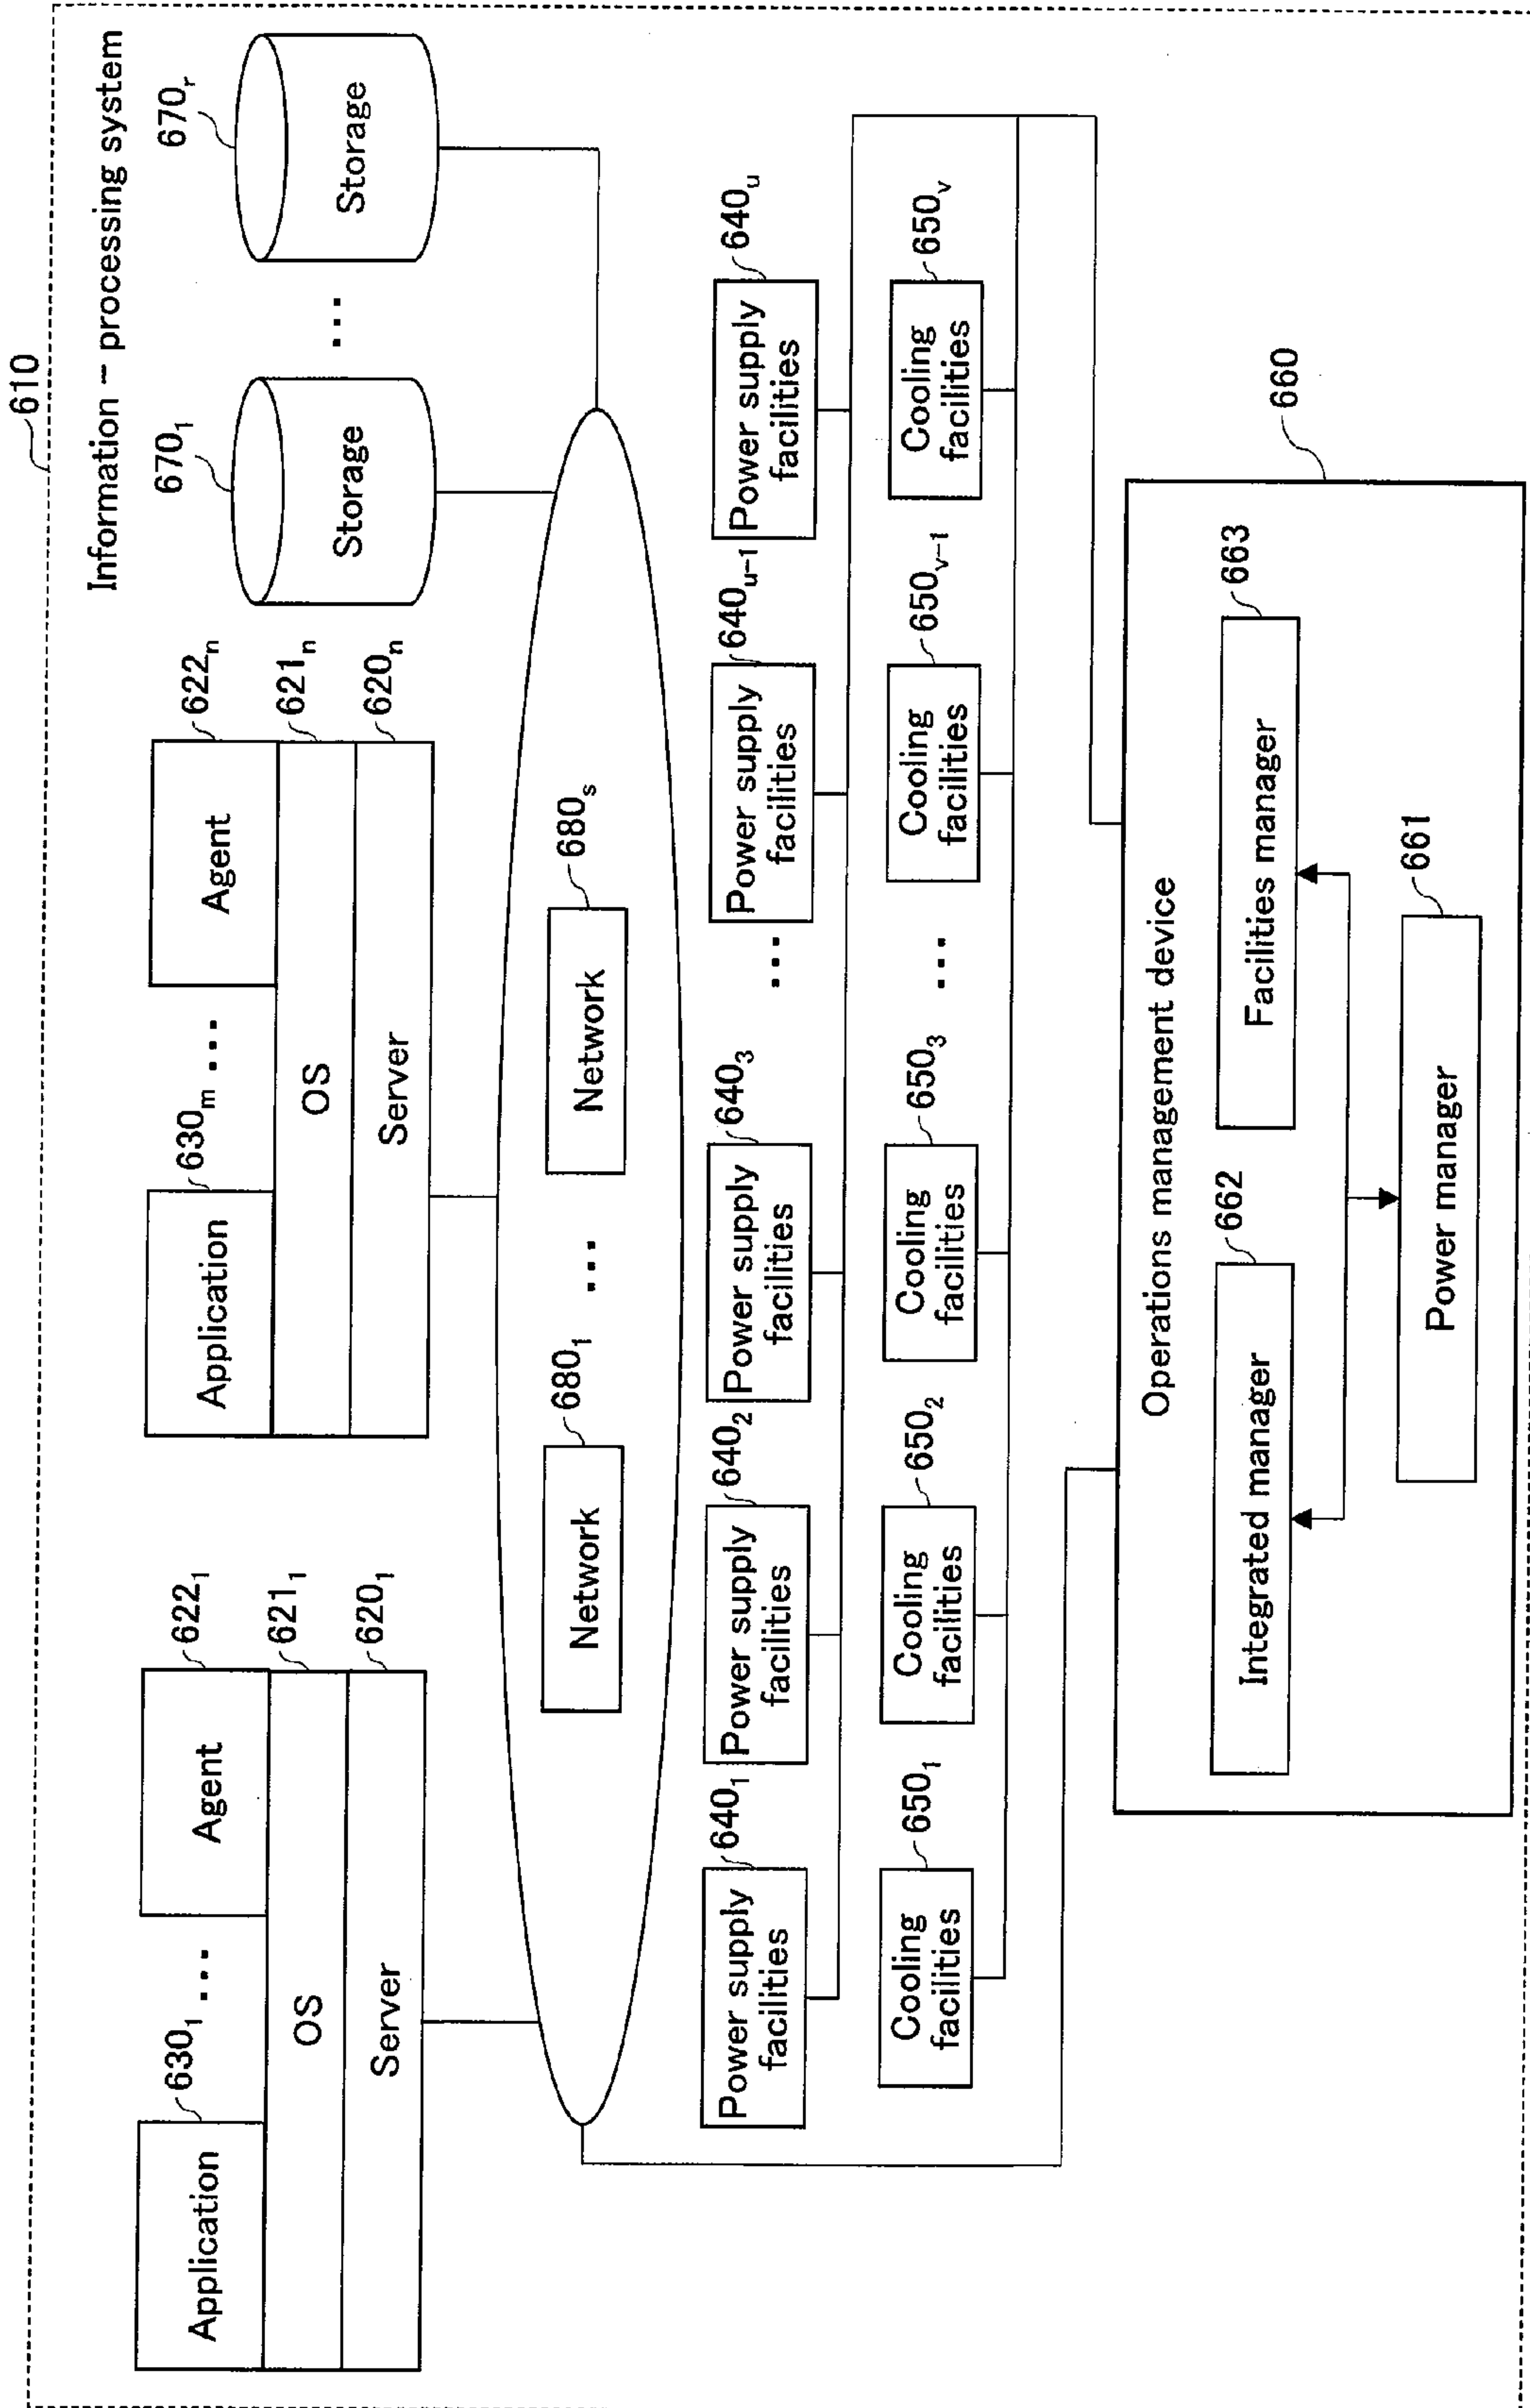 610
Information – processing system
670₁
670ᵣ
Storage
...
Storage
622₁
622ₙ
630₁
...
Agent
621₁
630ₘ
...
Agent
621ₙ
Application
Application
OS
620₁
OS
620ₙ
Server
Server
680₁
...
680ₛ
Network
Network
640₁
640₂
640₃
...
640ᵤ₋₁
640ᵤ
Power supply
facilities
Power supply
facilities
Power supply
facilities
Power supply
facilities
Power supply
facilities
650₁
650₂
650₃
...
650ᵥ₋₁
650ᵥ
Cooling
facilities
Cooling
facilities
Cooling
facilities
Cooling
facilities
Cooling
facilities
660
Operations management device
662
663
Integrated manager
Facilities manager
661
Power manager